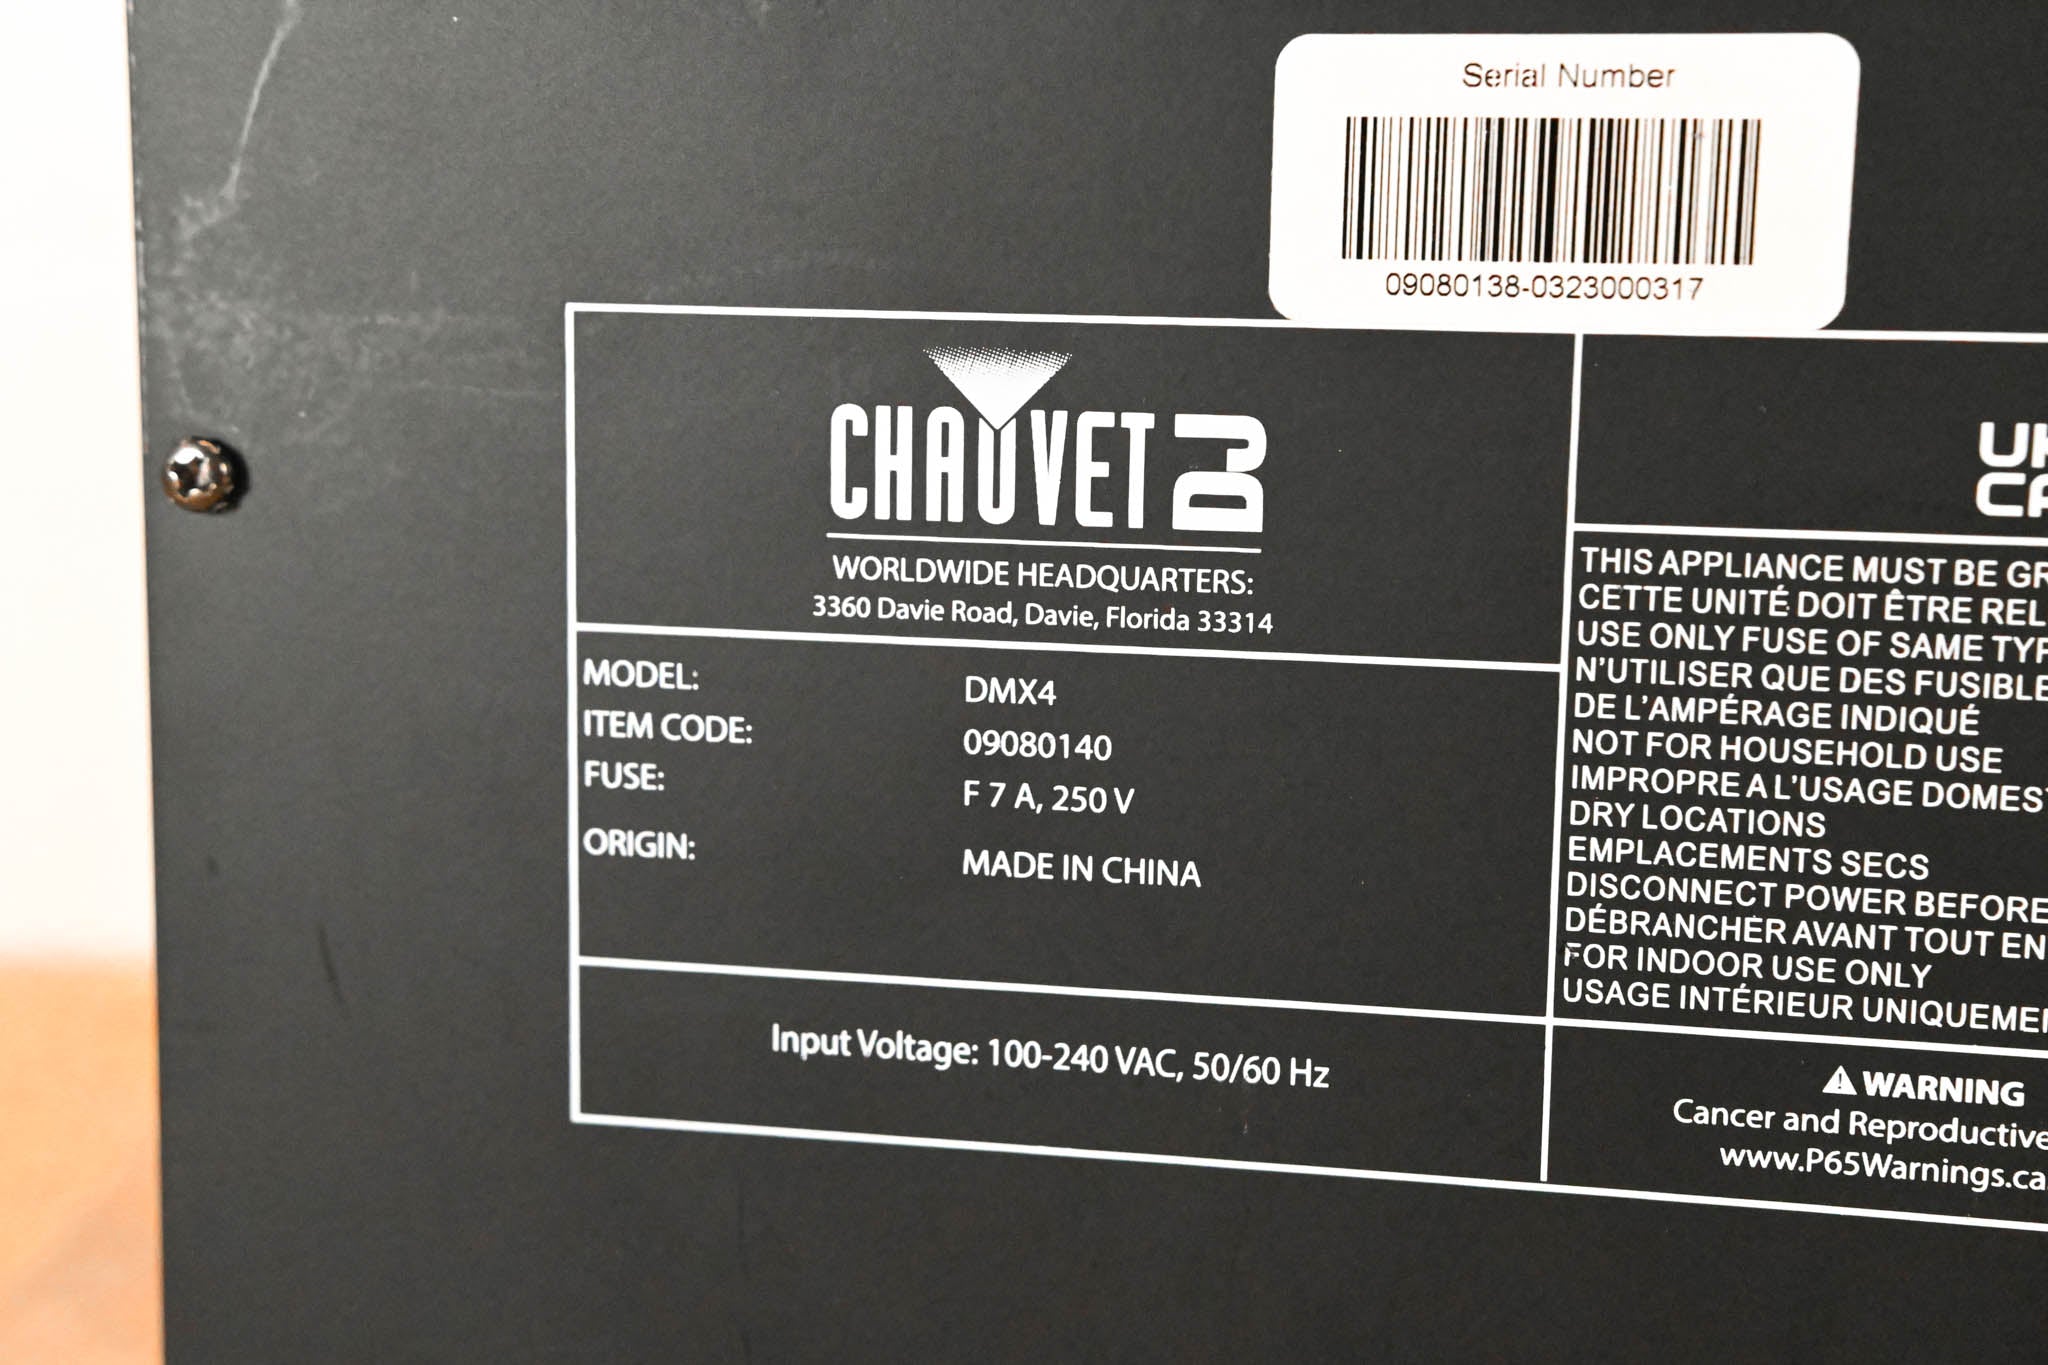 Serial Number
09080138-0323000317
CHAUVET DJ
WORLDWIDE HEADQUARTERS:
3360 Davie Road, Davie, Florida 33314
MODEL: DMX4
ITEM CODE: 09080140
FUSE: F 7 A, 250 V
ORIGIN: MADE IN CHINA
Input Voltage: 100-240 VAC, 50/60 Hz
UK
CA
THIS APPLIANCE MUST BE GR
CETTE UNITÉ DOIT ÊTRE REL
USE ONLY FUSE OF SAME TYP
N'UTILISER QUE DES FUSIBLE
DE L'AMPÉRAGE INDIQUÉ
NOT FOR HOUSEHOLD USE
IMPROPRE A L'USAGE DOMEST
DRY LOCATIONS
EMPLACEMENTS SECS
DISCONNECT POWER BEFORE
DÉBRANCHER AVANT TOUT EN
FOR INDOOR USE ONLY
USAGE INTÉRIEUR UNIQUEME
WARNING
Cancer and Reproductive
www.P65Warnings.ca